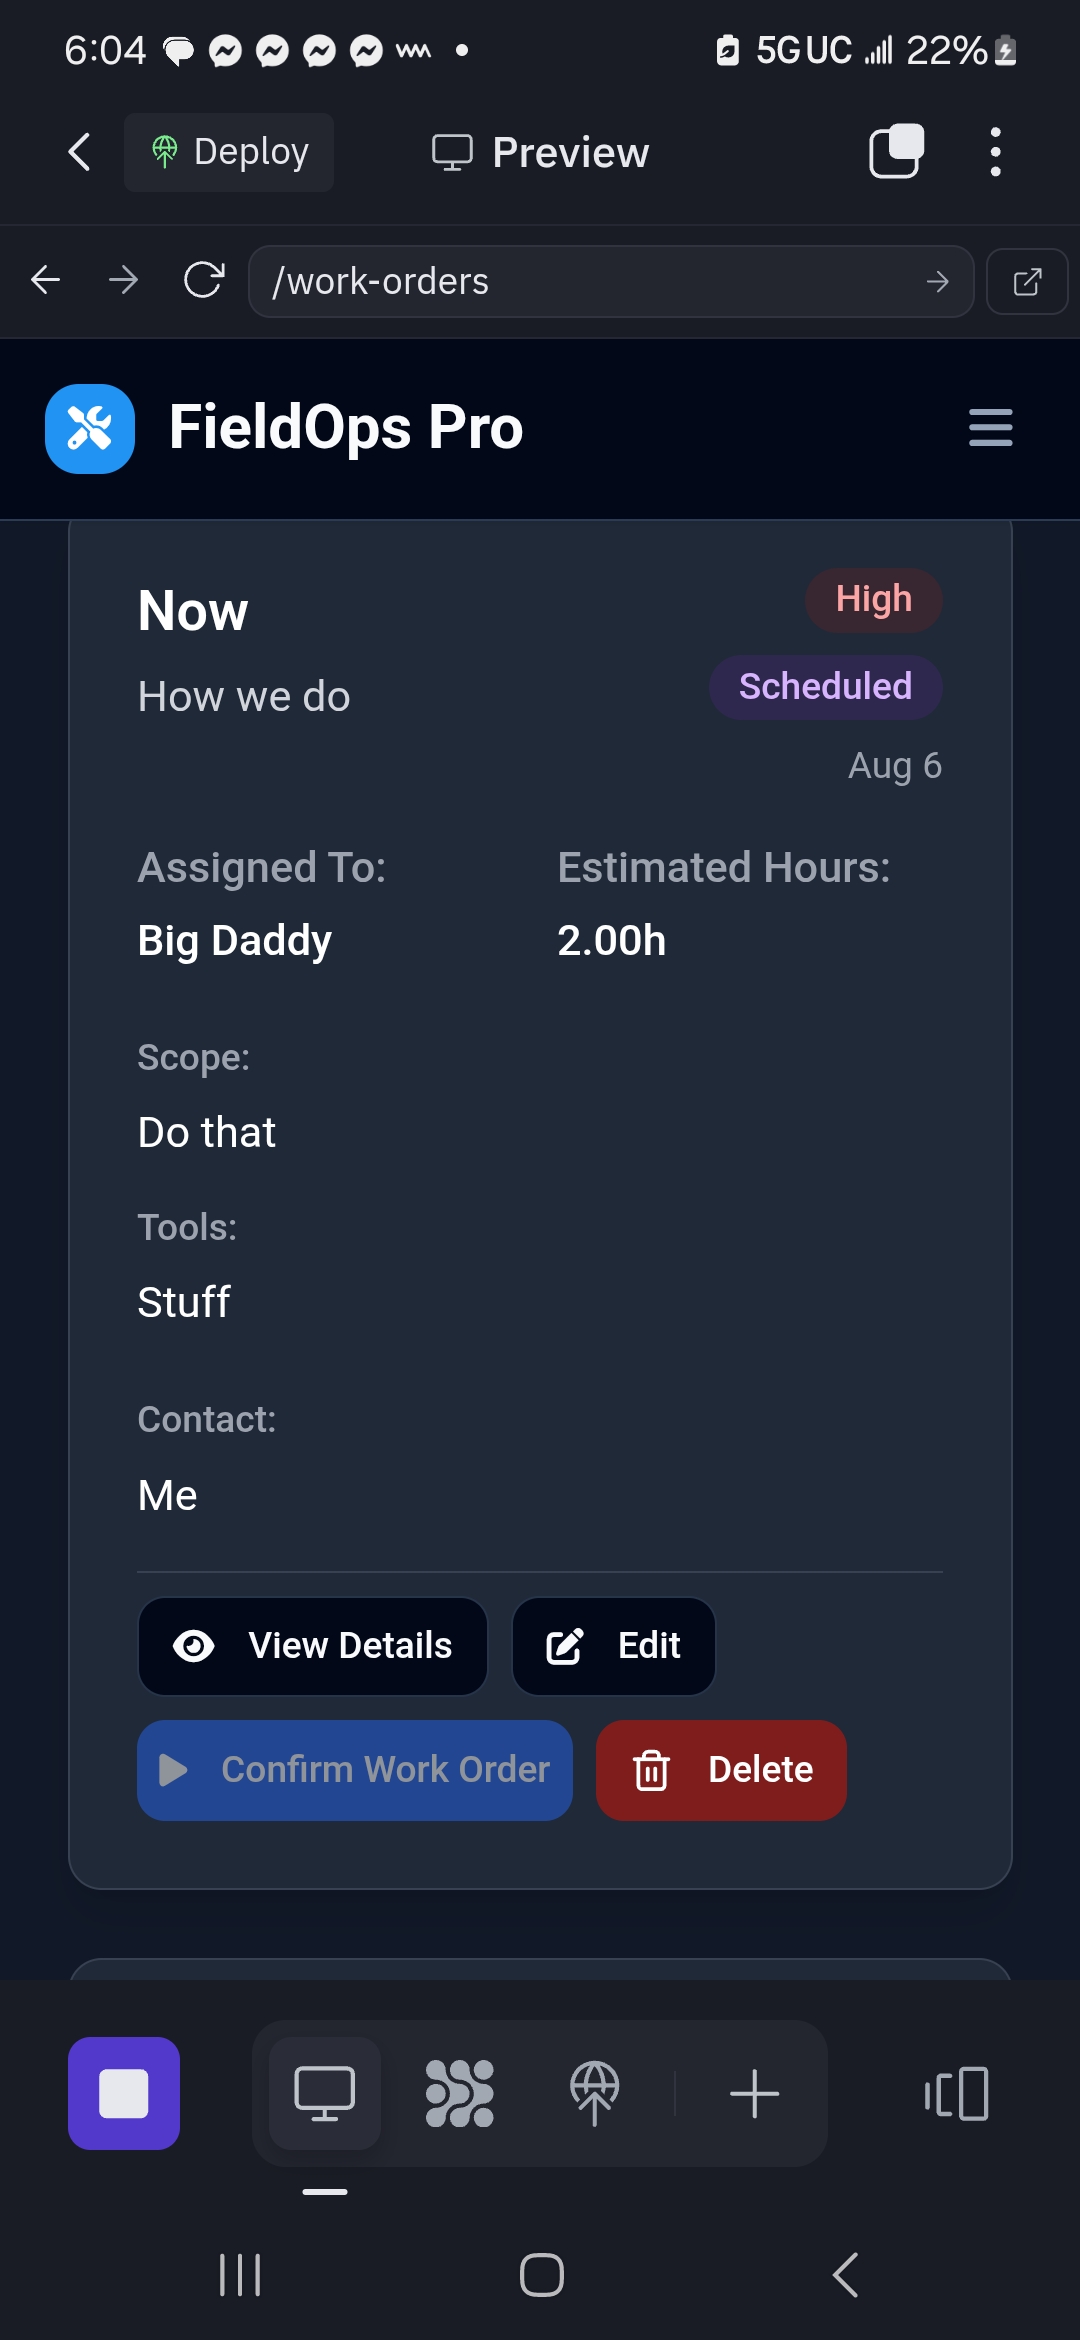 6:04 5G UC 22%
Deploy Preview
/work-orders
FieldOps Pro
Now High
How we do Scheduled
Aug 6
Assigned To: Estimated Hours:
Big Daddy 2.00h
Scope:
Do that
Tools:
Stuff
Contact:
Me
View Details Edit
Confirm Work Order Delete